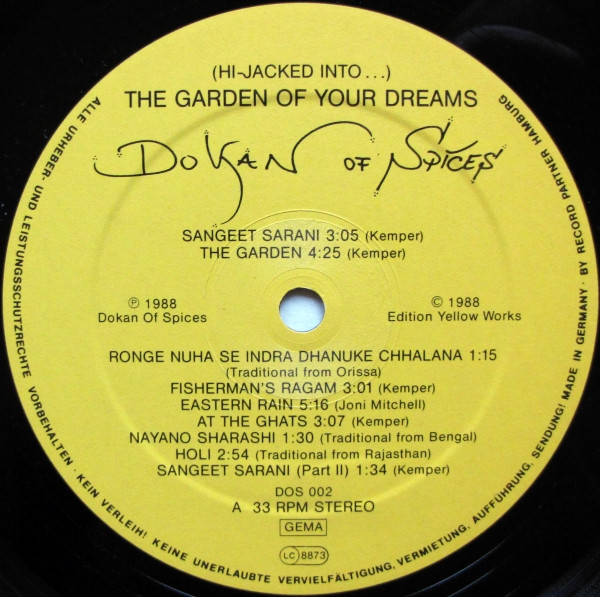 (HI-JACKED INTO...)
THE GARDEN OF YOUR DREAMS
DOKAN OF SPICES
SANGEET SARANI 3:05 (Kemper)
THE GARDEN 4:25 (Kemper)
℗ 1988
Dokan Of Spices
© 1988
Edition Yellow Works
RONGE NUHA SE INDRA DHANUKE CHHALANA 1:15
(Traditional from Orissa)
FISHERMAN'S RAGAM 3:01 (Kemper)
EASTERN RAIN 5:16 (Joni Mitchell)
AT THE GHATS 3:07 (Kemper)
NAYANO SHARASHI 1:30 (Traditional from Bengal)
HOLI 2:54 (Traditional from Rajasthan)
SANGEET SARANI (Part II) 1:34 (Kemper)
DOS 002
A 33 RPM STEREO
GEMA
LC 8873
ALLE URHEBER- UND LEISTUNGSSCHUTZRECHTE VORBEHALTEN · KEIN VERLEIH! KEINE UNERLAUBTE VERVIELFÄLTIGUNG, VERMIETUNG, AUFFÜHRUNG, SENDUNG! MADE IN GERMANY · BY RECORD PARTNER HAMBURG